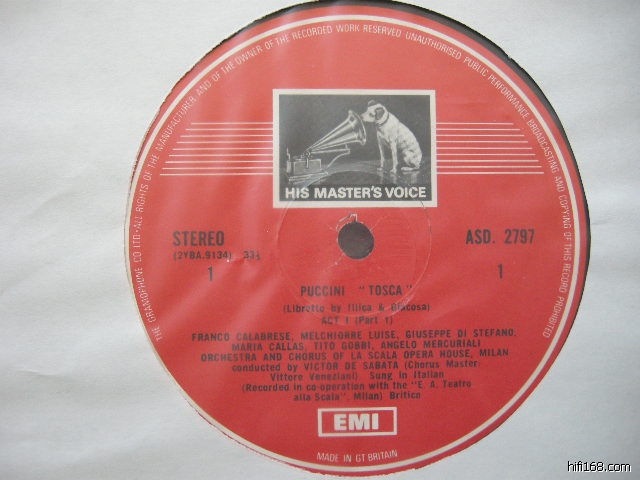 THE GRAMOPHONE CO LTD·ALL RIGHTS OF THE MANUFACTURER AND OF THE OWNER OF THE RECORDED WORK RESERVED UNAUTHORISED PUBLIC PERFORMANCE BROADCASTING AND COPYING OF THIS RECORD PROHIBITED
HIS MASTER'S VOICE
STEREO
(2YBA.9134) 33⅓
1
ASD. 2797
1
PUCCINI "TOSCA"
(Libretto by Illica & Giacosa)
ACT I (Part 1)
FRANCO CALABRESE, MELCHIORRE LUISE, GIUSEPPE DI STEFANO,
MARIA CALLAS, TITO GOBBI, ANGELO MERCURIALI
ORCHESTRA AND CHORUS OF LA SCALA OPERA HOUSE, MILAN
conducted by VICTOR DE SABATA (Chorus Master-
Vittore Veneziani) Sung in Italian
(Recorded in co-operation with the "E. A. Teatro
alla Scala", Milan) Britico
EMI
MADE IN GT BRITAIN
hifi168.com